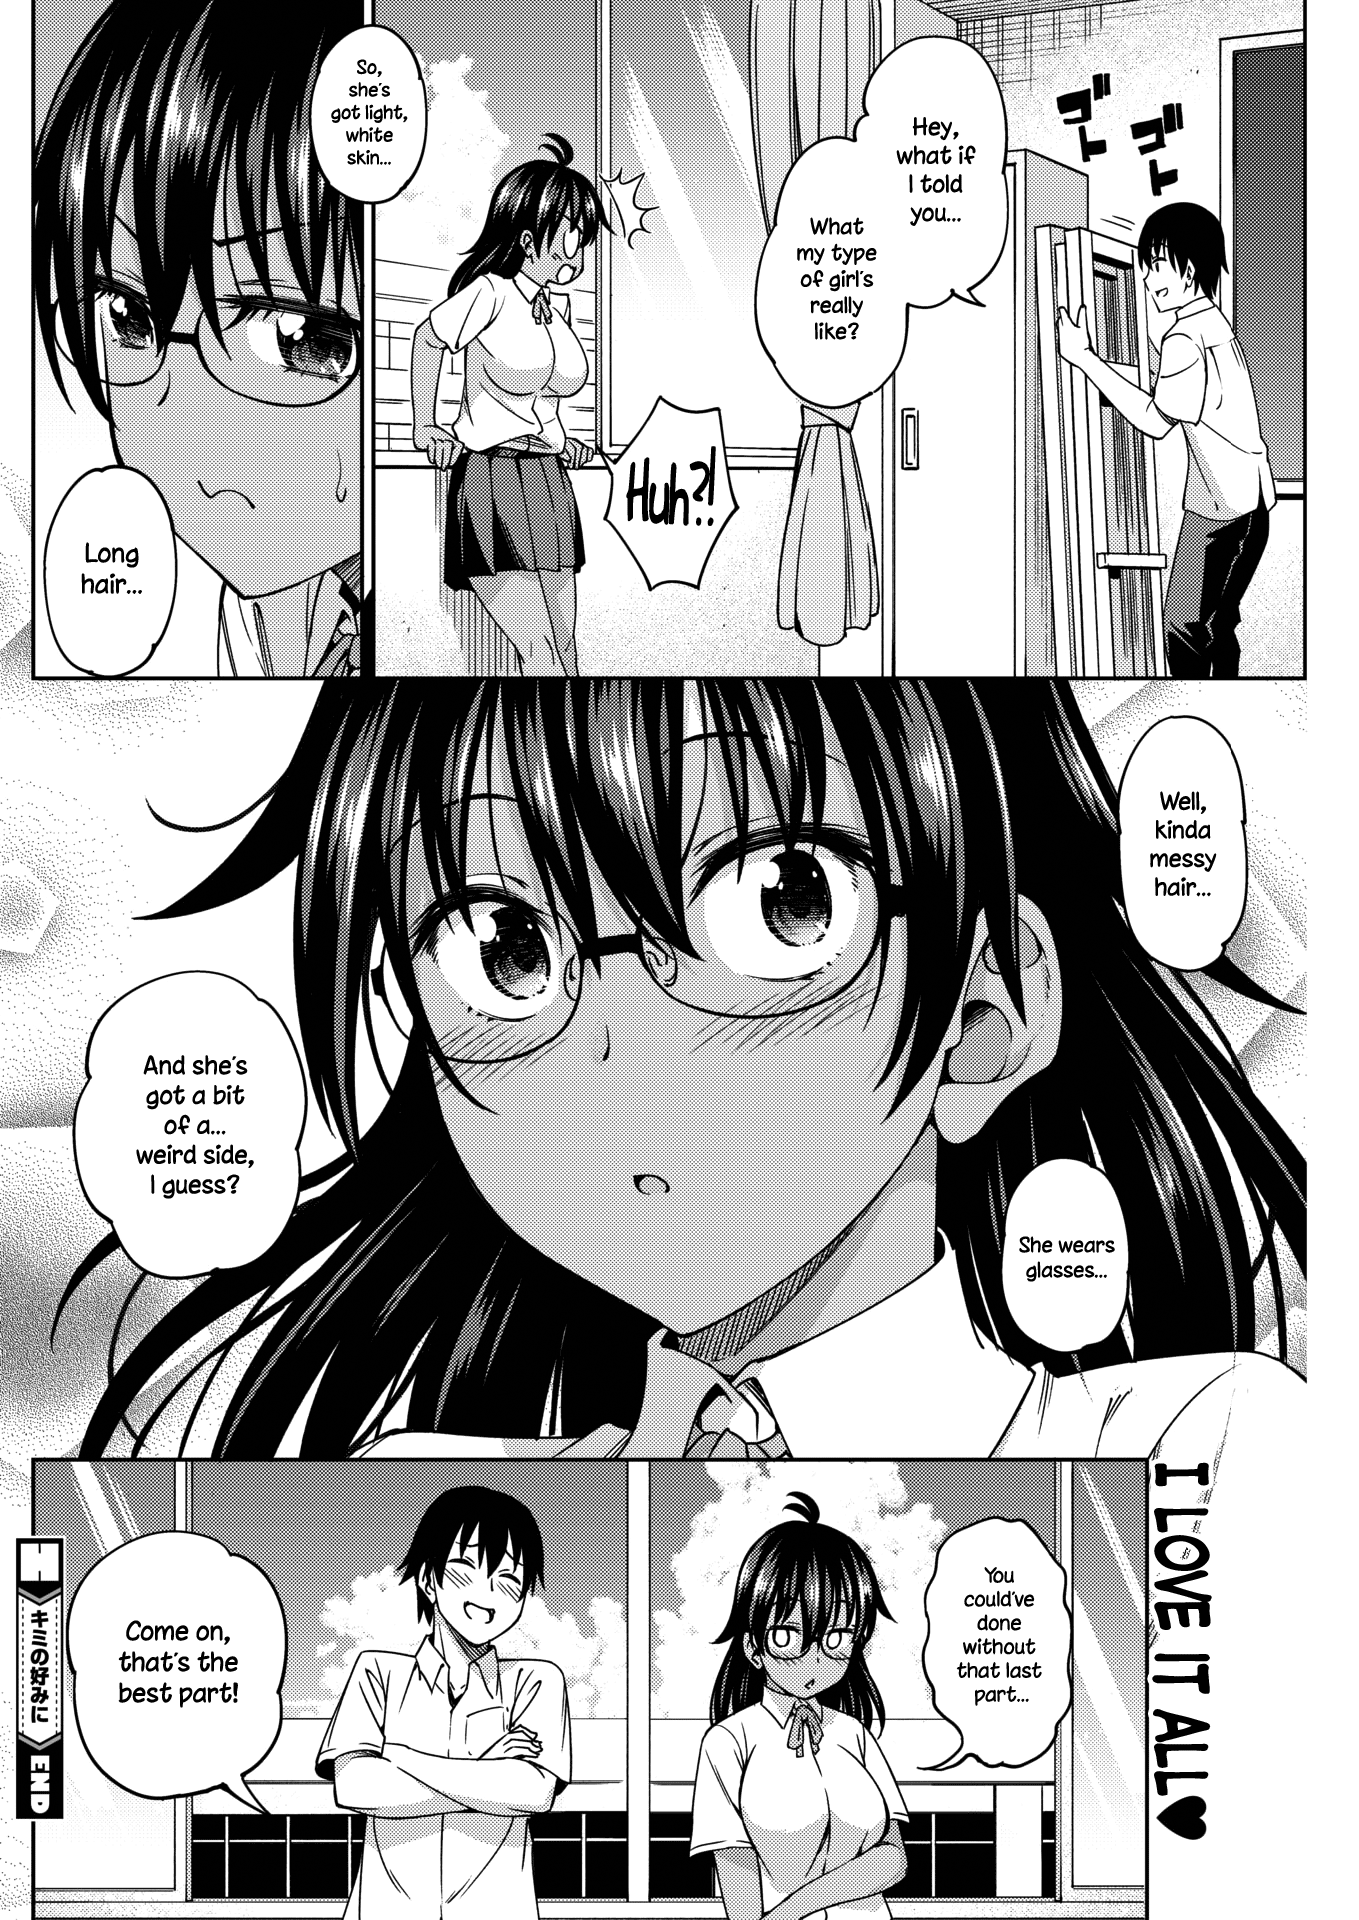 Hey,
what if
I told
you...
What
my type
of girl's
really
like?
ゴト
ゴト
Huh?!
So,
she's
got light,
white
skin...
Long
hair...
Well,
kinda
messy
hair...
She wears
glasses...
And she's
got a bit
of a...
weird side,
I guess?
You
could've
done
without
that last
part...
Come on,
that's the
best part!
I LOVE IT ALL♥
キミの好みに
END